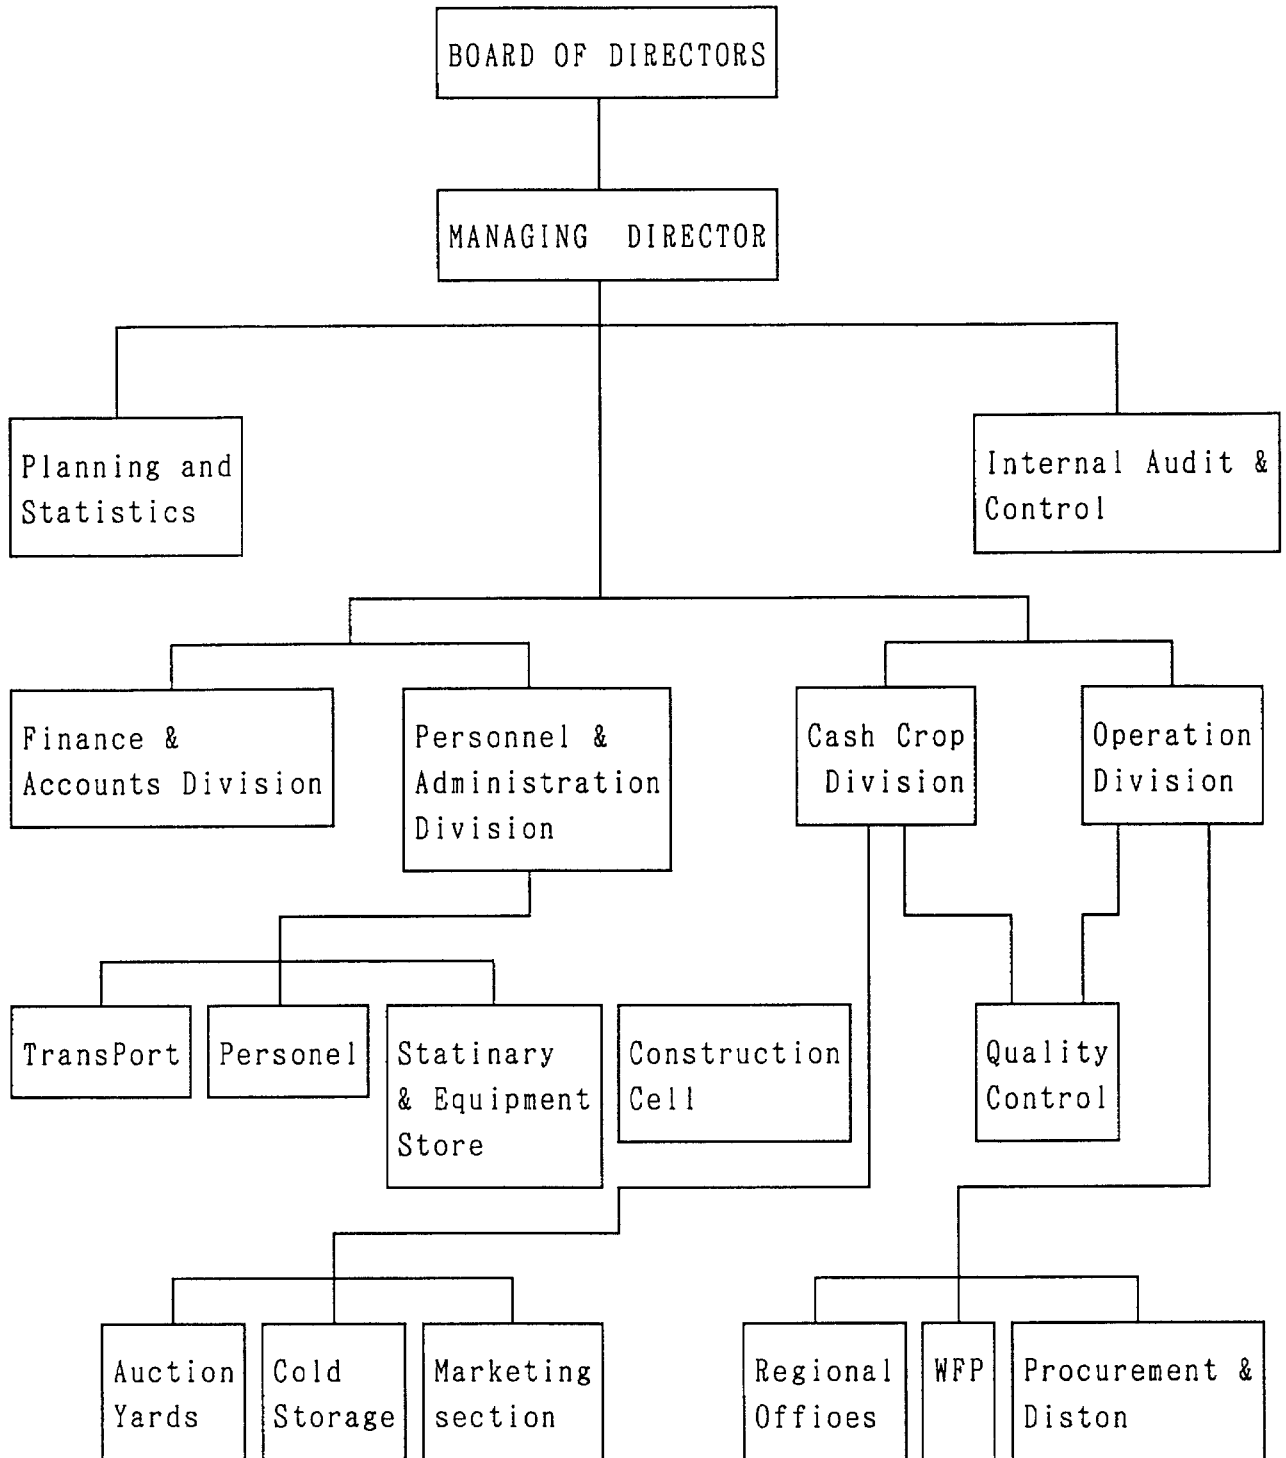 BOARD OF DIRECTORS
MANAGING DIRECTOR
Planning and
Statistics
Internal Audit &
Control
Finance &
Accounts Division
Personnel &
Administration
Division
Cash Crop
Division
Operation
Division
TransPort
Personel
Statinary
& Equipment
Store
Construction
Cell
Quality
Control
Auction
Yards
Cold
Storage
Marketing
section
Regional
Offioes
WFP
Procurement &
Diston